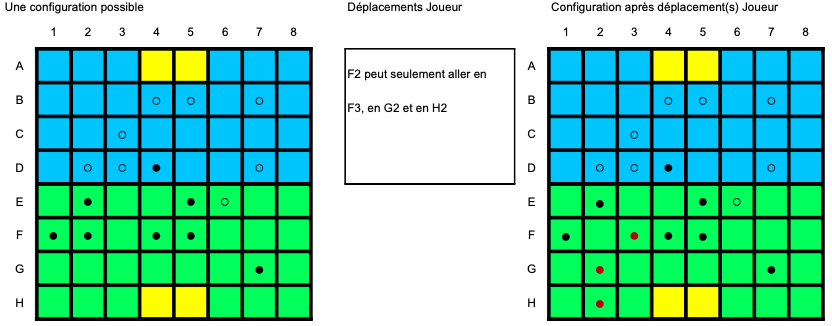 Une configuration possible
Déplacements Joueur
Configuration après déplacement(s) Joueur
1 2 3 4 5 6 7 8
1 2 3 4 5 6 7 8
A
B
C
D
E
F
G
H
F2 peut seulement aller en
F3, en G2 et en H2
A
B
C
D
E
F
G
H